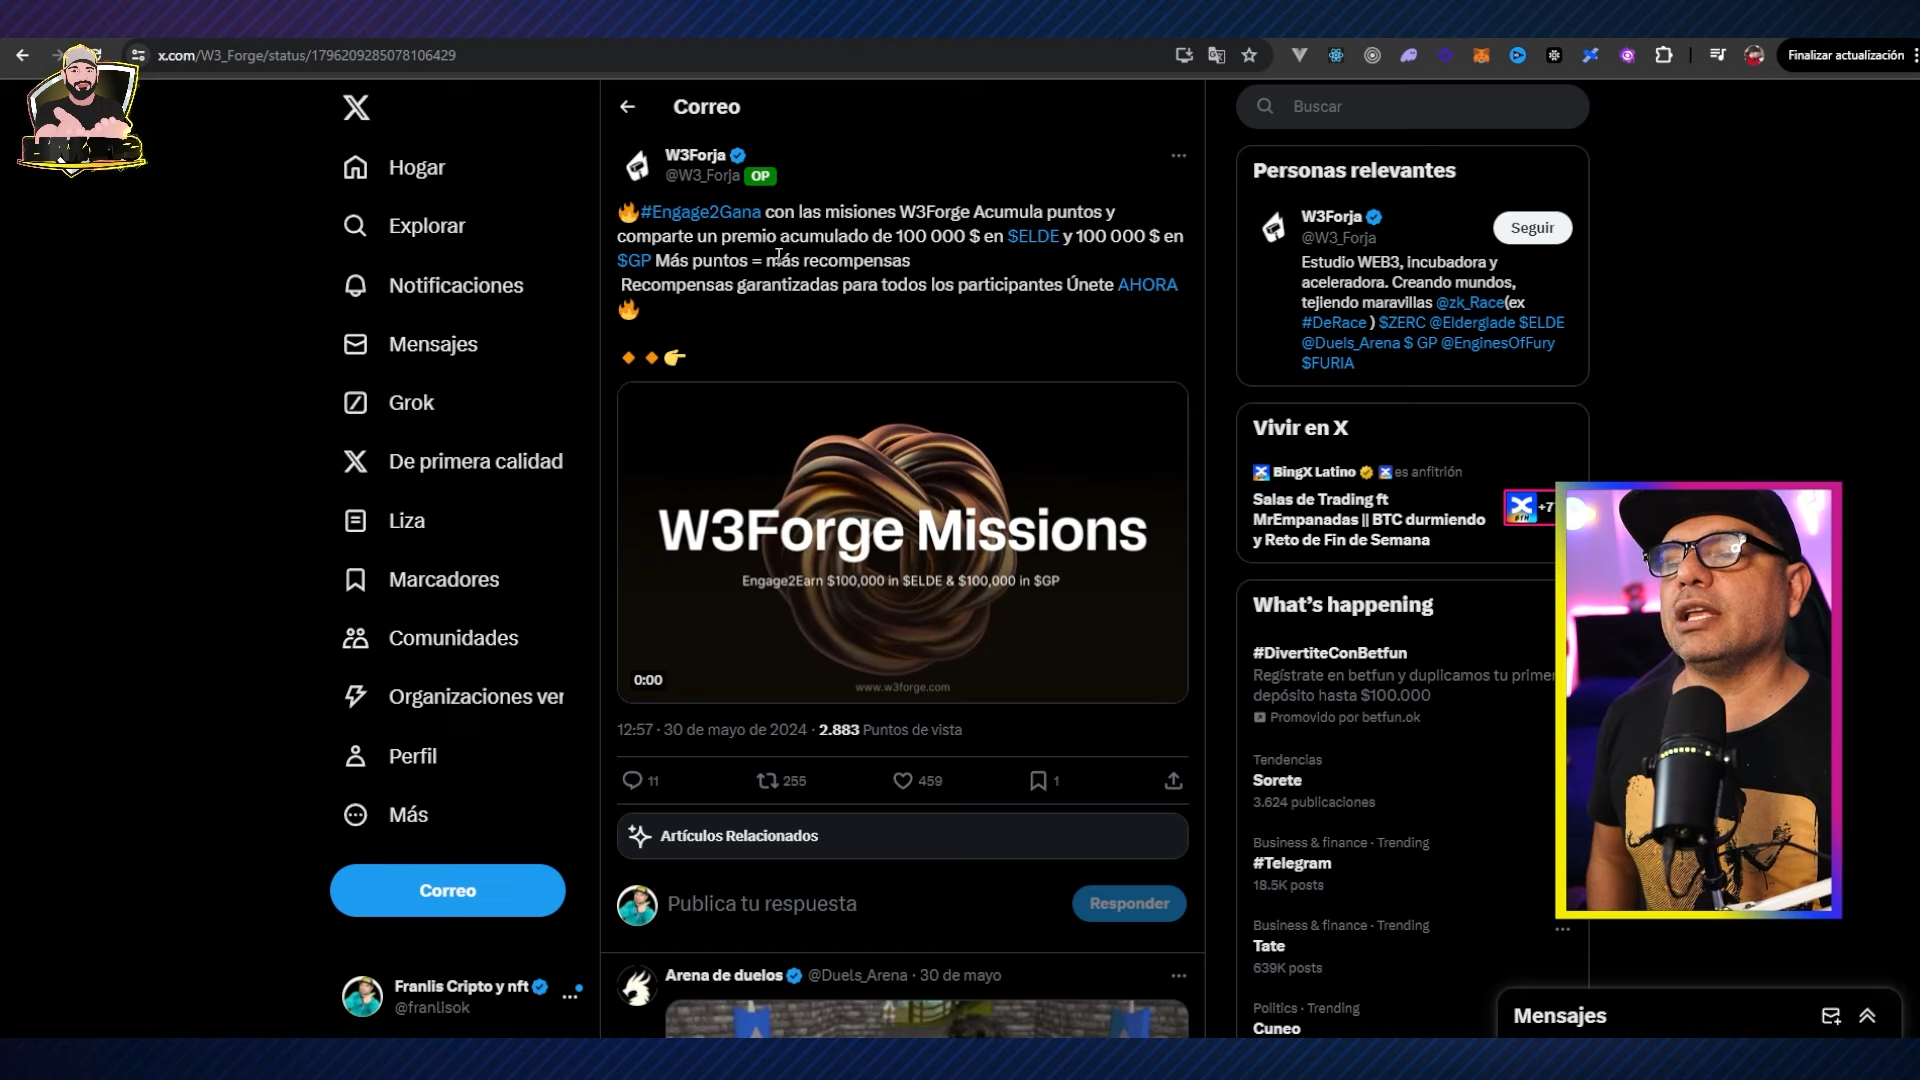 x.com/W3_Forge/status/1796209285078106429
Finalizar actualización
Hogar
Explorar
Notificaciones
Mensajes
Grok
De primera calidad
Liza
Marcadores
Comunidades
Organizaciones ver
Perfil
Más
Correo
Franlis Cripto y nft
@franlisok
Correo
W3Forja
@W3_Forja OP
#Engage2Gana con las misiones W3Forge Acumula puntos y
comparte un premio acumulado de 100 000 $ en $ELDE y 100 000 $ en
$GP Más puntos = más recompensas
Recompensas garantizadas para todos los participantes Únete AHORA
W3Forge Missions
Engage2Earn $100,000 in $ELDE & $100,000 in $GP
0:00
www.w3forge.com
12:57 · 30 de mayo de 2024 · 2.883 Puntos de vista
11 255 459 1
Artículos Relacionados
Publica tu respuesta
Responder
Arena de duelos @Duels_Arena · 30 de mayo
Buscar
Personas relevantes
W3Forja
@W3_Forja
Seguir
Estudio WEB3, incubadora y
aceleradora. Creando mundos,
tejiendo maravillas @zk_Race(ex
#DeRace ) $ZERC @Elderglade $ELDE
@Duels_Arena $ GP @EnginesOfFury
$FURIA
Vivir en X
BingX Latino es anfitrión
Salas de Trading ft
MrEmpanadas || BTC durmiendo
y Reto de Fin de Semana
+7
What's happening
#DivertiteConBetfun
Regístrate en betfun y duplicamos tu primer
depósito hasta $100.000
Promovido por betfun.ok
Tendencias
Sorete
3.624 publicaciones
Business & finance · Trending
#Telegram
18.5K posts
Business & finance · Trending
Tate
639K posts
Politics · Trending
Cuneo
Mensajes